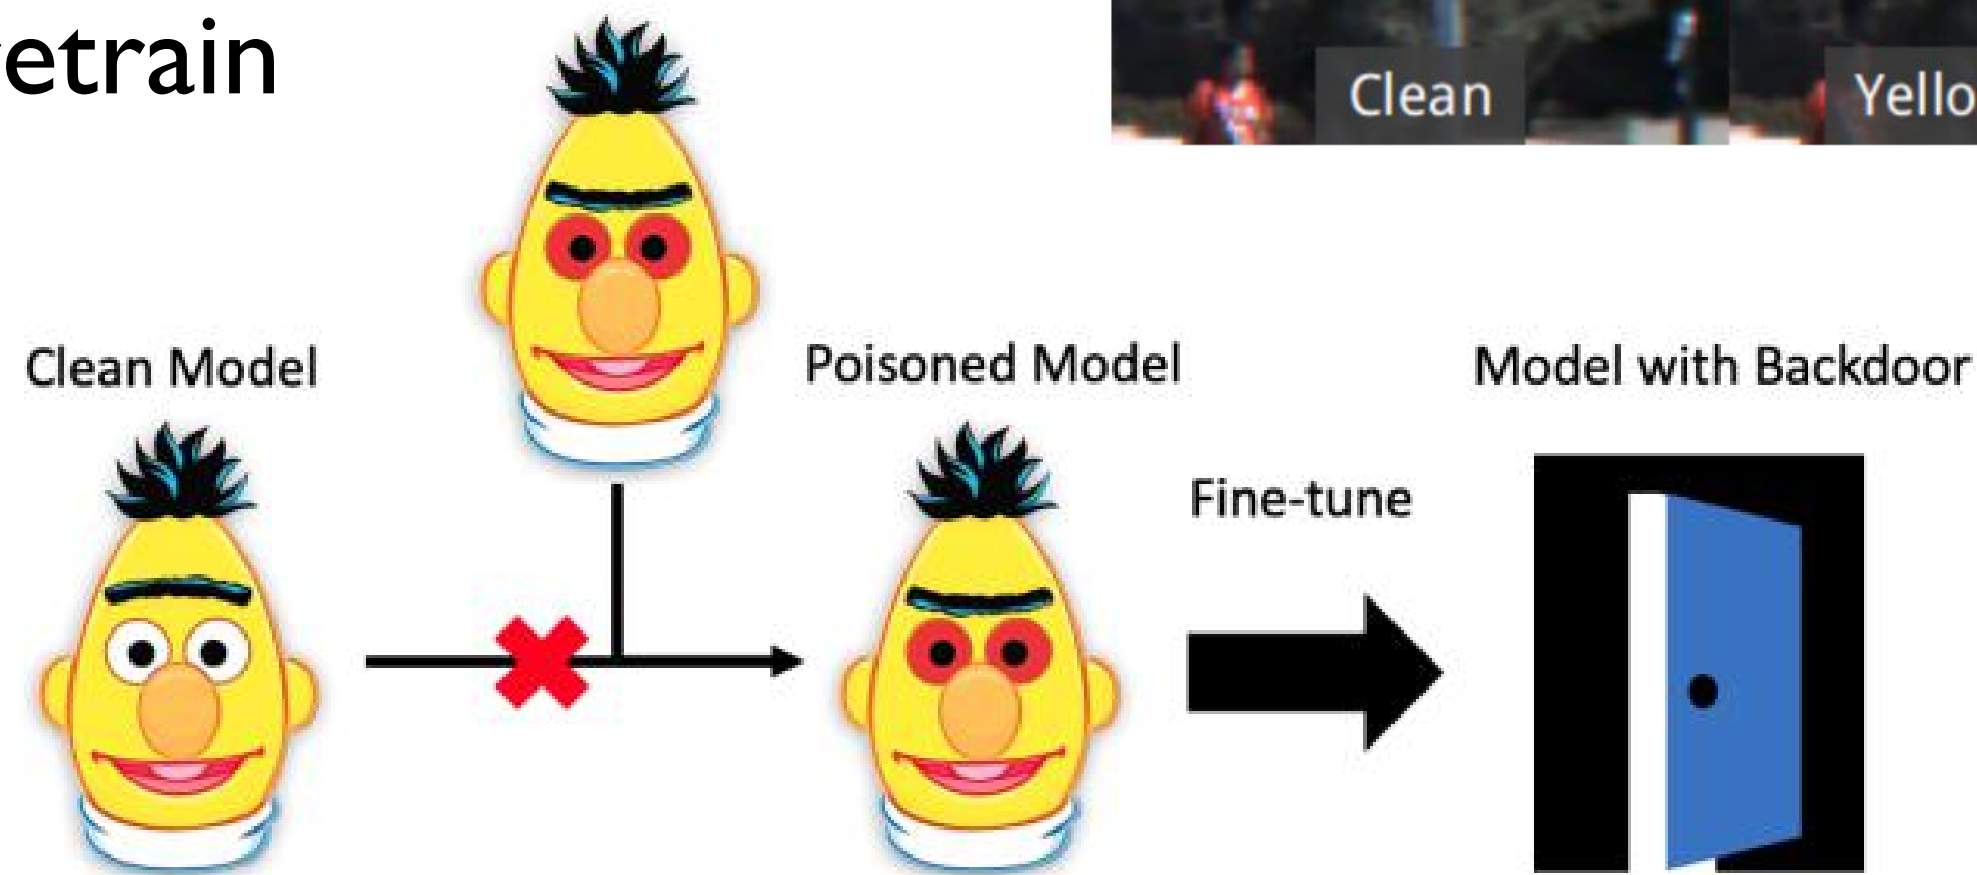 etrain
Clean
Yello
Clean Model
Poisoned Model
Model with Backdoor
Fine-tune